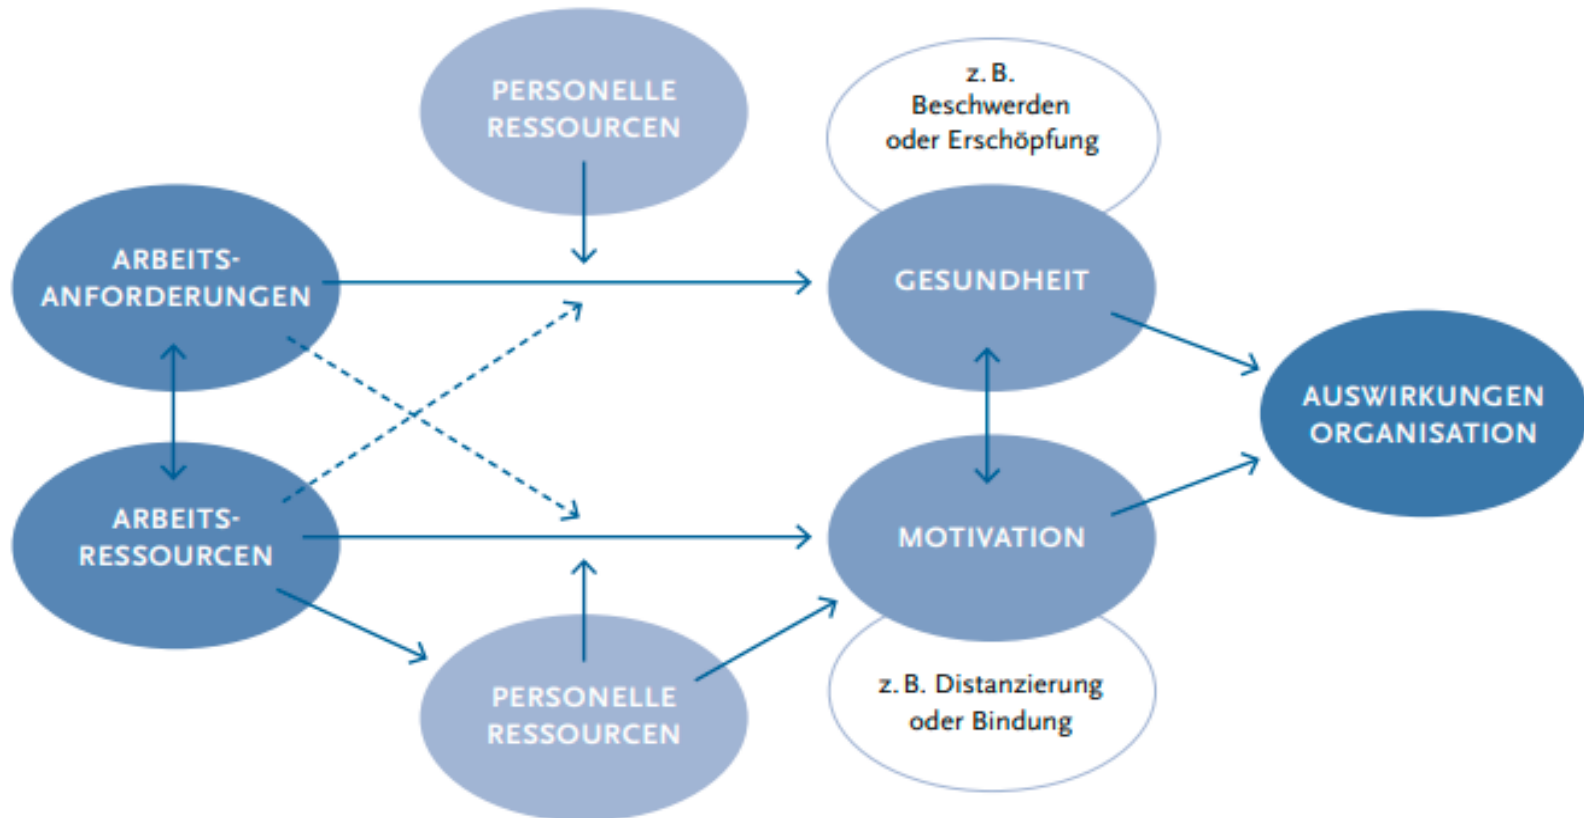 PERSONELLE
RESSOURCEN
z. B.
Beschwerden
oder Erschöpfung
ARBEITS-
ANFORDERUNGEN
GESUNDHEIT
AUSWIRKUNGEN
ORGANISATION
ARBEITS-
RESSOURCEN
MOTIVATION
PERSONELLE
RESSOURCEN
z. B. Distanzierung
oder Bindung